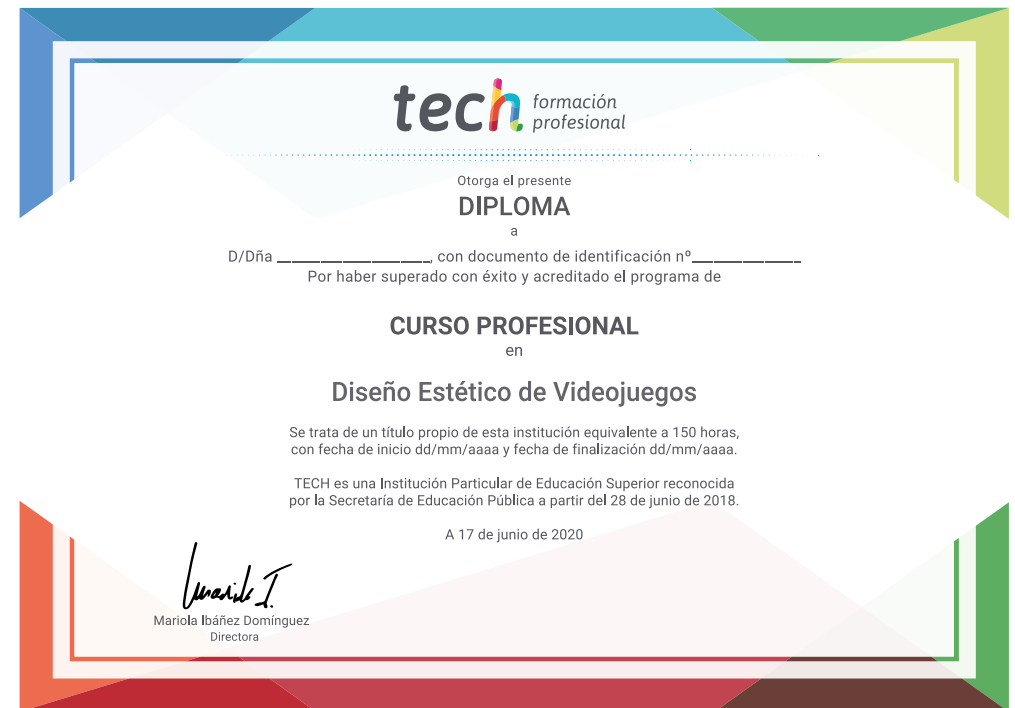 tech formación
profesional
Otorga el presente
DIPLOMA
a
D/Dña ____________________, con documento de identificación nº______________
Por haber superado con éxito y acreditado el programa de
CURSO PROFESIONAL
en
Diseño Estético de Videojuegos
Se trata de un título propio de esta institución equivalente a 150 horas,
con fecha de inicio dd/mm/aaaa y fecha de finalización dd/mm/aaaa.
TECH es una Institución Particular de Educación Superior reconocida
por la Secretaría de Educación Pública a partir del 28 de junio de 2018.
A 17 de junio de 2020
Mariola Ibáñez Domínguez
Directora